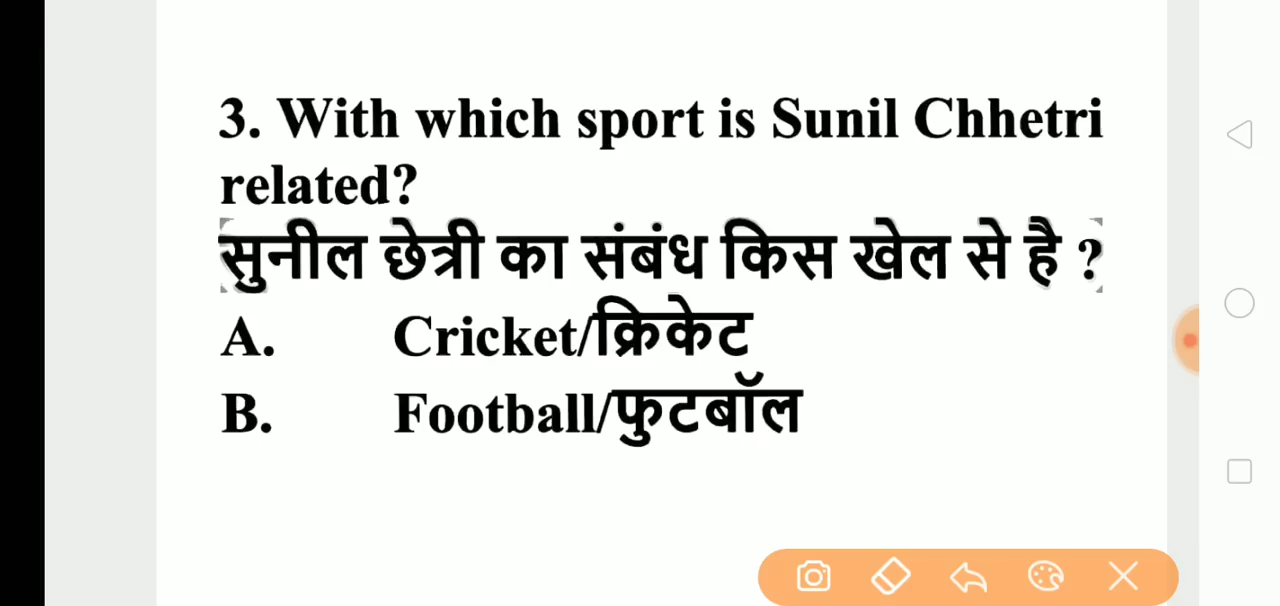 3. With which sport is Sunil Chhetri
related?
सुनील छेत्री का संबंध किस खेल से है ?
A. Cricket/क्रिकेट
B. Football/फुटबॉल